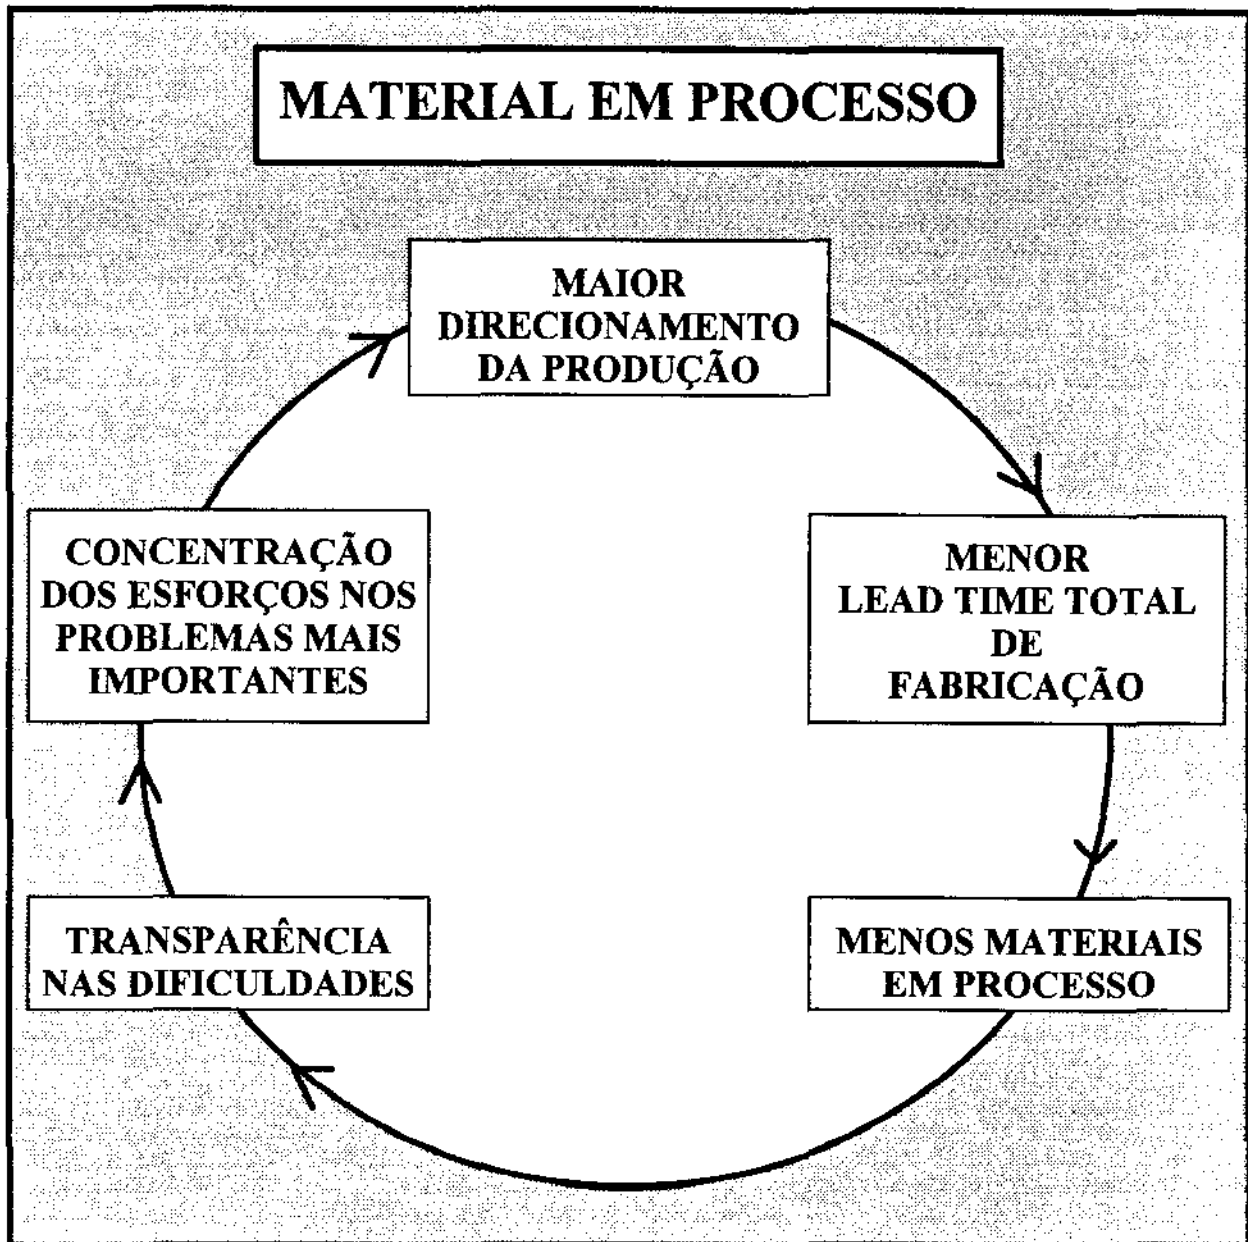 MATERIAL EM PROCESSO
MAIOR
DIRECIONAMENTO
DA PRODUÇÃO
MENOR
LEAD TIME TOTAL
DE
FABRICAÇÃO
MENOS MATERIAIS
EM PROCESSO
TRANSPARÊNCIA
NAS DIFICULDADES
CONCENTRAÇÃO
DOS ESFORÇOS NOS
PROBLEMAS MAIS
IMPORTANTES